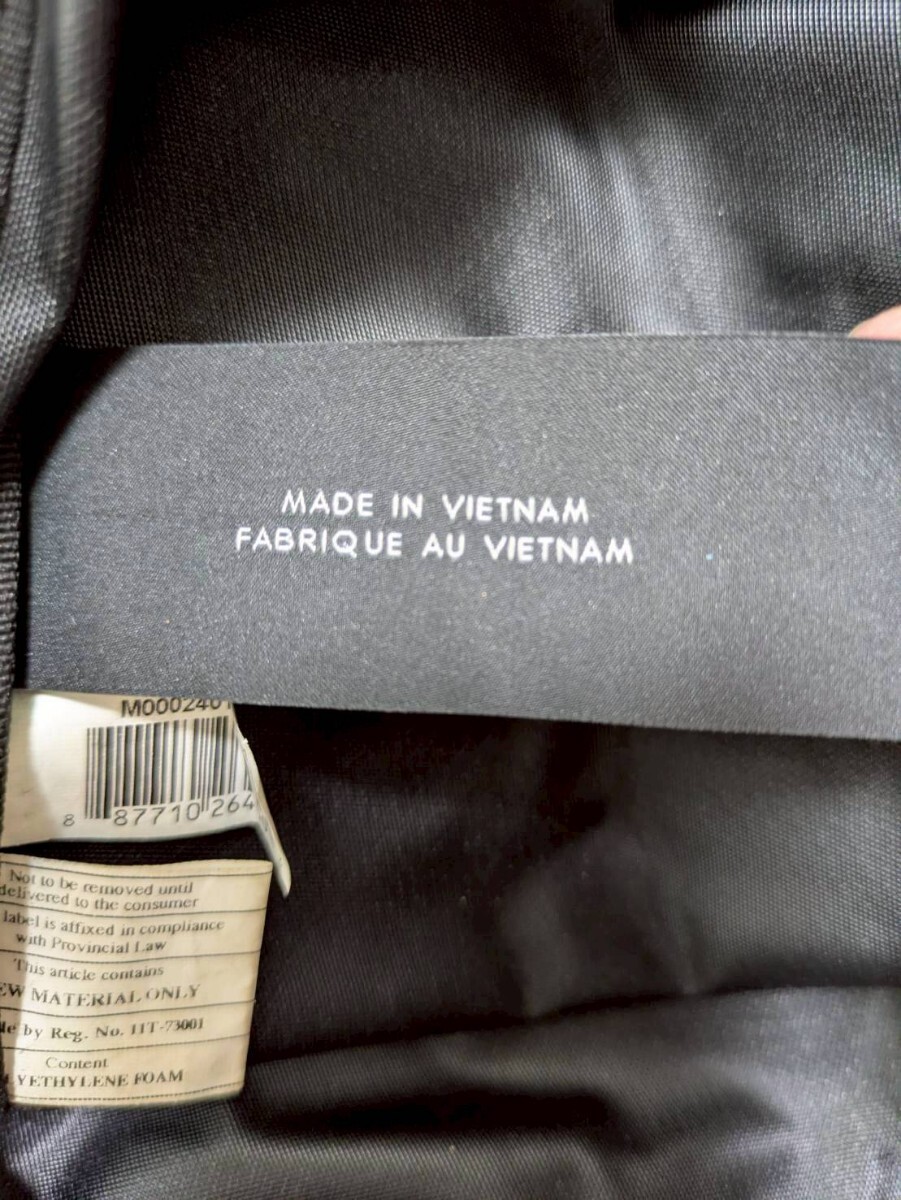 MADE IN VIETNAM
FABRIQUE AU VIETNAM
M0002401
8 87710 264
Not to be removed until
delivered to the consumer
label is affixed in compliance
with Provincial Law
This article contains
EW MATERIAL ONLY
de by Reg. No. 11T-73001
Content
LYETHYLENE FOAM